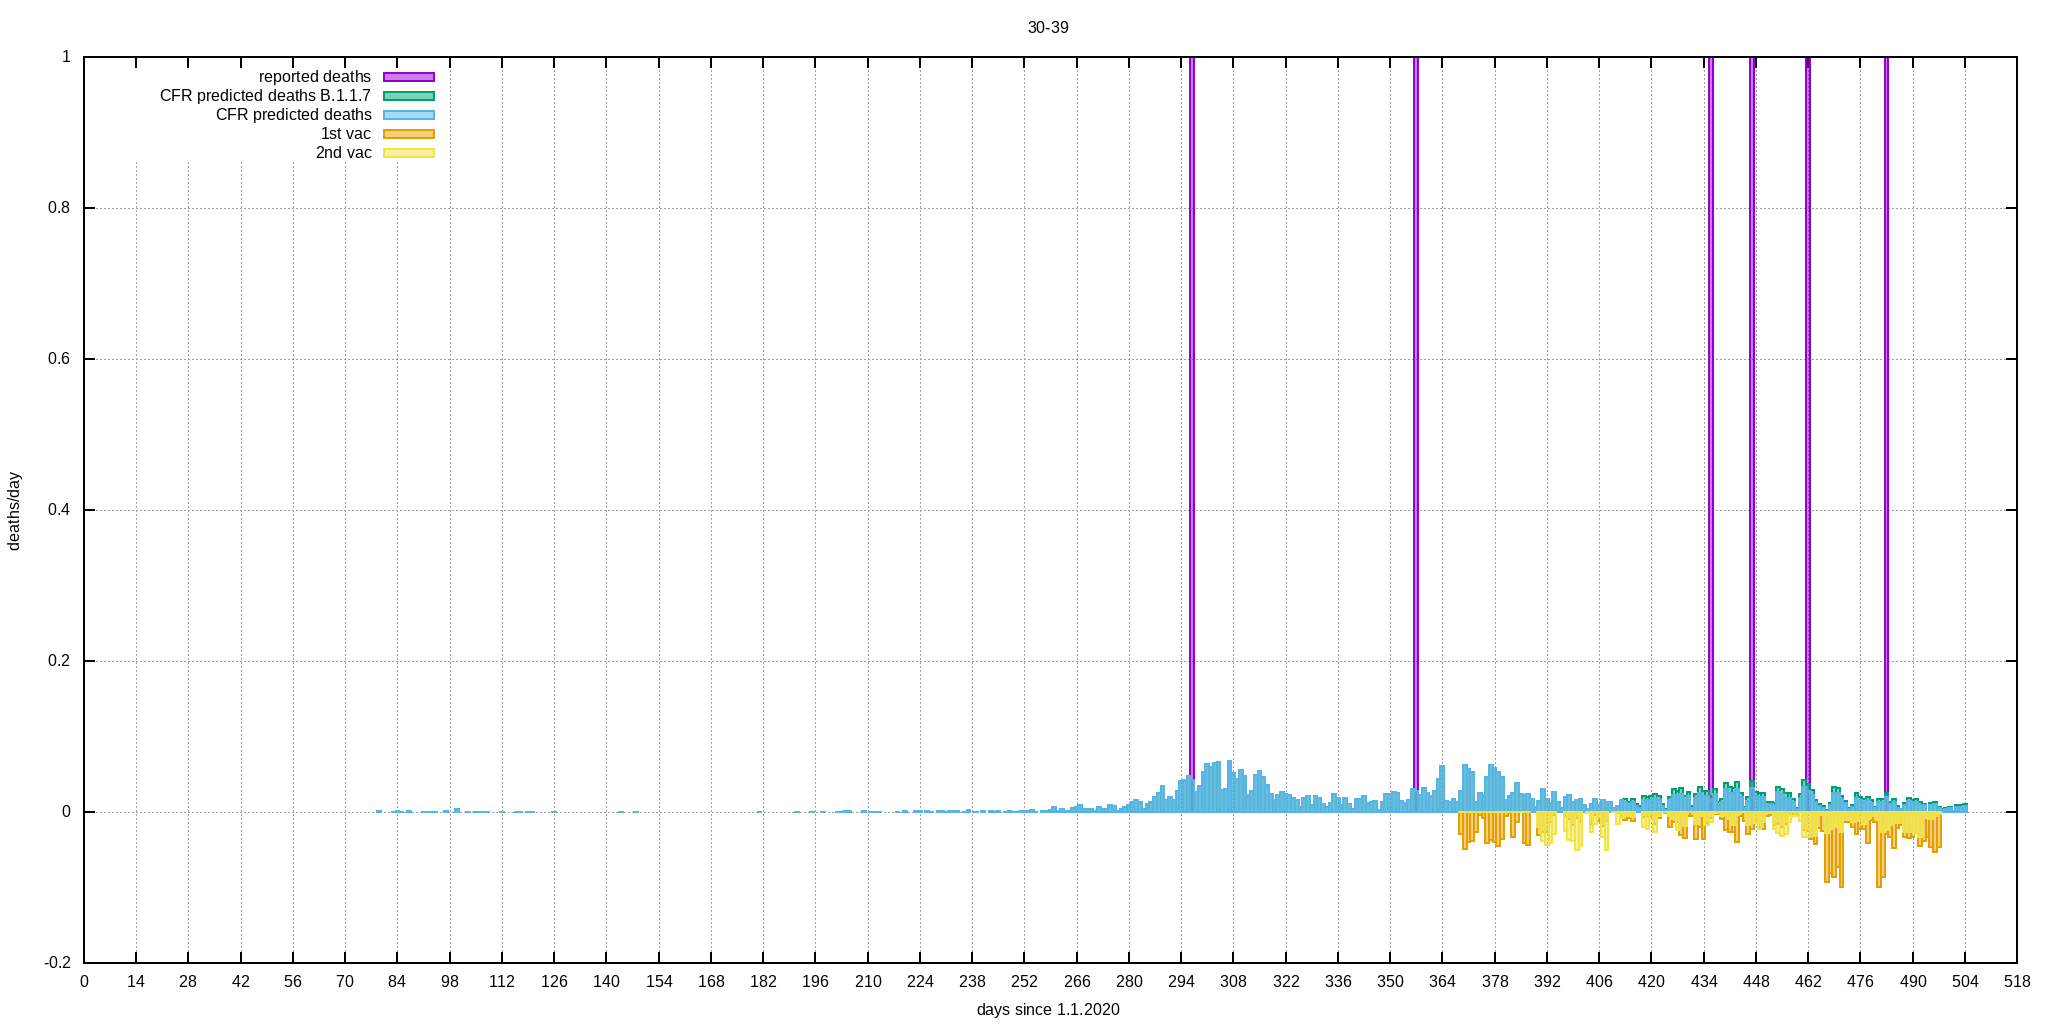 30-39
reported deaths
CFR predicted deaths B.1.1.7
CFR predicted deaths
1st vac
2nd vac
1
0.8
0.6
0.4
0.2
0
-0.2
deaths/day
0 14 28 42 56 70 84 98 112 126 140 154 168 182 196 210 224 238 252 266 280 294 308 322 336 350 364 378 392 406 420 434 448 462 476 490 504 518
days since 1.1.2020